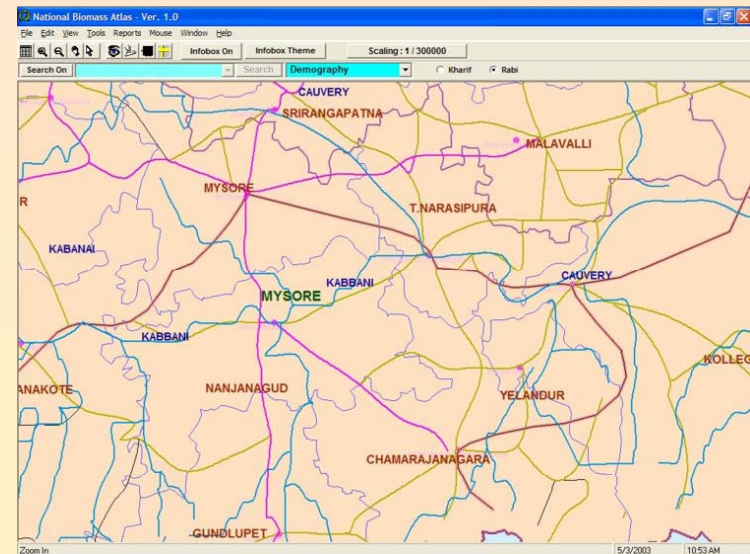 National Biomass Atlas - Ver. 1.0
File Edit View Tools Reports Mouse Window Help
Infobox On Infobox Theme Scaling : 1 / 300000
Search On Search Demography Kharif Rabi
CAUVERY
SRIRANGAPATNA
MALAVALLI
MYSORE
R T.NARASIPURA
KABANAI
CAUVERY
KABBANI
MYSORE
KABBANI
KOLLEG
ANAKOTE NANJANAGUD
YELANDUR
CHAMARAJANAGARA
GUNDLUPET
Zoom In 5/3/2003 10:53 AM